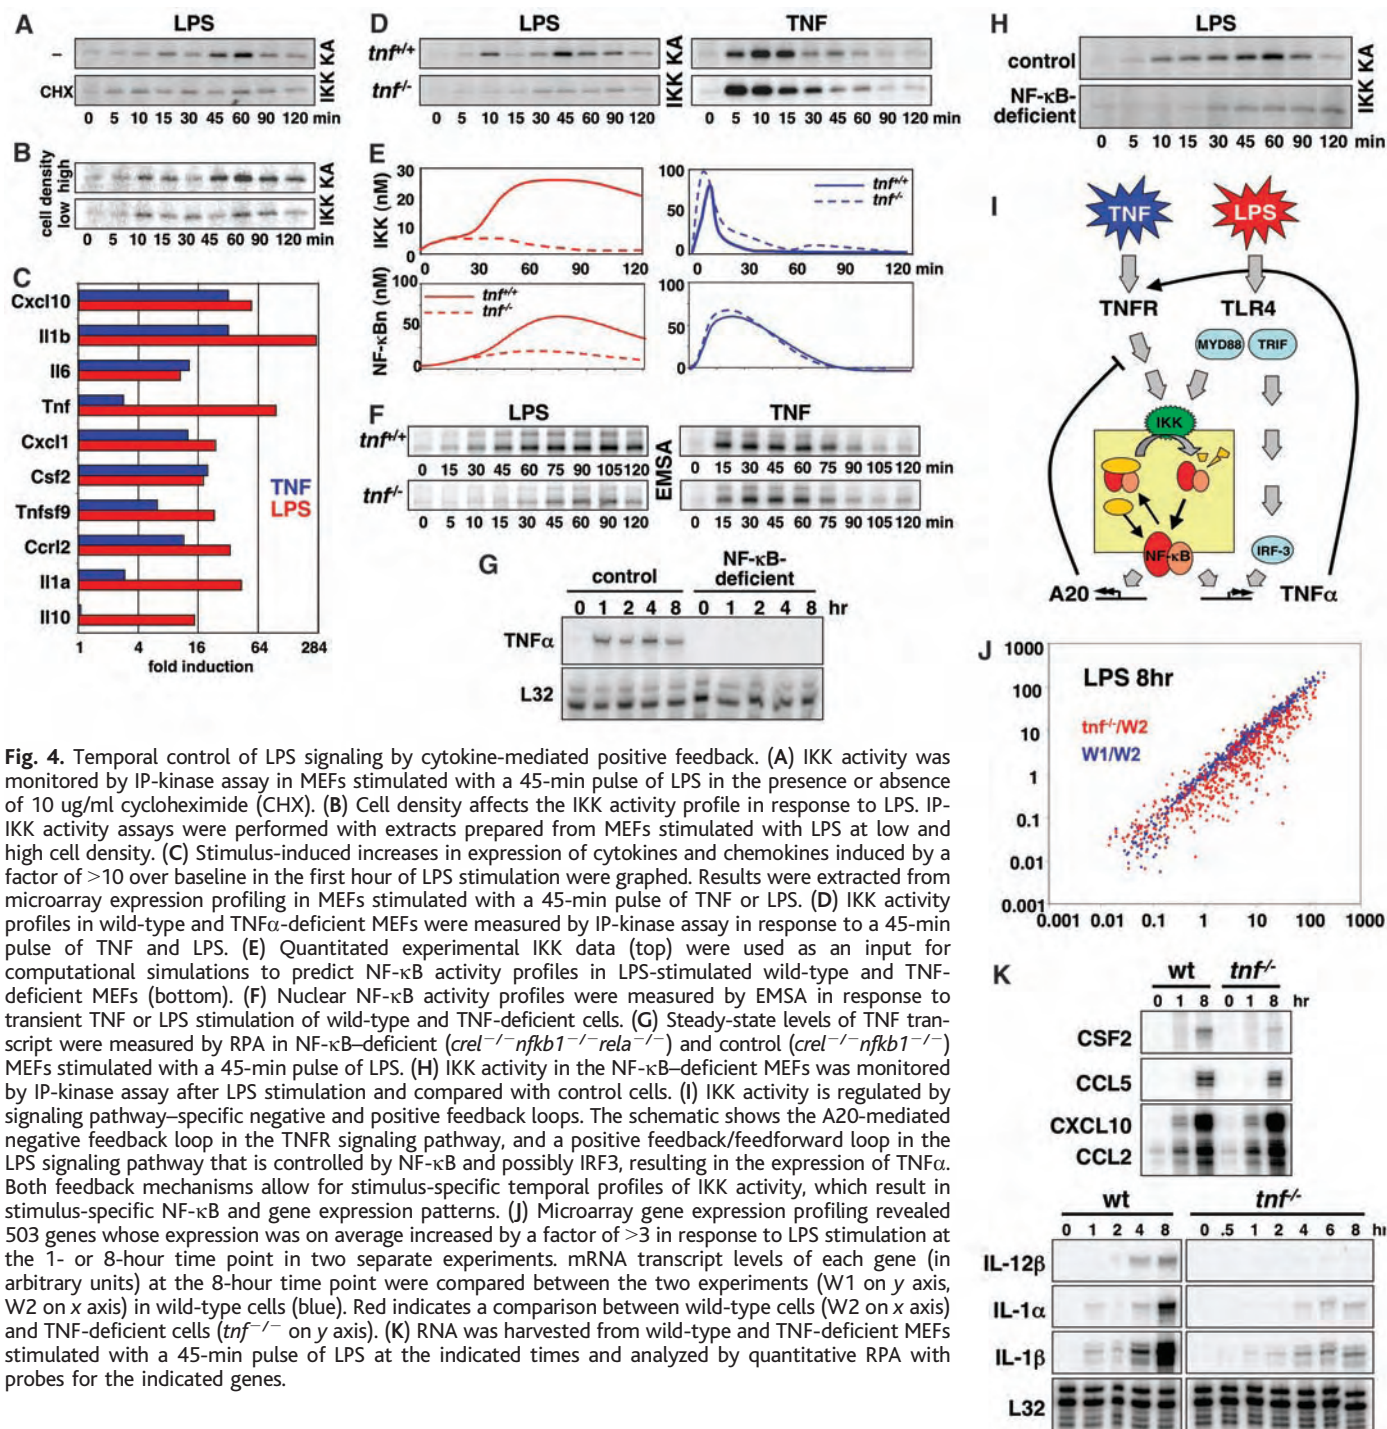 A
LPS
–
CHX
IKK KA
0 5 10 15 30 45 60 90 120 min
B
cell density
high
low
IKK KA
0 5 10 15 30 45 60 90 120 min
C
Cxcl10
Il1b
Il6
Tnf
Cxcl1
Csf2
Tnfsf9
Ccrl2
Il1a
Il10
TNF
LPS
1 4 16 64 284
fold induction
D
LPS
TNF
tnf+/+
tnf-/-
IKK KA
0 5 10 15 30 45 60 90 120
0 5 10 15 30 45 60 90 120 min
E
IKK (nM)
30
20
10
0
0 30 60 90 120
100
50
0
tnf+/+
tnf-/-
0 30 60 90 120 min
NF-κBn (nM)
100
50
0
tnf+/+
tnf-/-
100
50
0
F
LPS
TNF
tnf+/+
EMSA
0 15 30 45 60 75 90 105 120
0 15 30 45 60 75 90 105 120 min
tnf-/-
0 5 10 15 30 45 60 90 120
0 15 30 45 60 75 90 105 120 min
G
control
NF-κB-
deficient
0 1 2 4 8 0 1 2 4 8 hr
TNFα
L32
H
LPS
control
NF-κB-
deficient
IKK KA
0 5 10 15 30 45 60 90 120 min
I
TNF
LPS
TNFR
TLR4
MYD88
TRIF
IKK
NF-κB
IRF-3
A20
TNFα
J
LPS 8hr
tnf-/-/W2
W1/W2
1000
100
10
1
0.1
0.01
0.001
0.001 0.01 0.1 1 10 100 1000
K
wt tnf-/-
0 1 8 0 1 8 hr
CSF2
CCL5
CXCL10
CCL2
wt tnf-/-
0 1 2 4 8 0 .5 1 2 4 6 8 hr
IL-12β
IL-1α
IL-1β
L32
Fig. 4. Temporal control of LPS signaling by cytokine-mediated positive feedback. (A) IKK activity was
monitored by IP-kinase assay in MEFs stimulated with a 45-min pulse of LPS in the presence or absence
of 10 ug/ml cycloheximide (CHX). (B) Cell density affects the IKK activity profile in response to LPS. IP-
IKK activity assays were performed with extracts prepared from MEFs stimulated with LPS at low and
high cell density. (C) Stimulus-induced increases in expression of cytokines and chemokines induced by a
factor of >10 over baseline in the first hour of LPS stimulation were graphed. Results were extracted from
microarray expression profiling in MEFs stimulated with a 45-min pulse of TNF or LPS. (D) IKK activity
profiles in wild-type and TNFα-deficient MEFs were measured by IP-kinase assay in response to a 45-min
pulse of TNF and LPS. (E) Quantitated experimental IKK data (top) were used as an input for
computational simulations to predict NF-κB activity profiles in LPS-stimulated wild-type and TNF-
deficient MEFs (bottom). (F) Nuclear NF-κB activity profiles were measured by EMSA in response to
transient TNF or LPS stimulation of wild-type and TNF-deficient cells. (G) Steady-state levels of TNF tran-
script were measured by RPA in NF-κB–deficient (crel−/−nfkb1−/−rela−/−) and control (crel−/−nfkb1−/−)
MEFs stimulated with a 45-min pulse of LPS. (H) IKK activity in the NF-κB–deficient MEFs was monitored
by IP-kinase assay after LPS stimulation and compared with control cells. (I) IKK activity is regulated by
signaling pathway–specific negative and positive feedback loops. The schematic shows the A20-mediated
negative feedback loop in the TNFR signaling pathway, and a positive feedback/feedforward loop in the
LPS signaling pathway that is controlled by NF-κB and possibly IRF3, resulting in the expression of TNFα.
Both feedback mechanisms allow for stimulus-specific temporal profiles of IKK activity, which result in
stimulus-specific NF-κB and gene expression patterns. (J) Microarray gene expression profiling revealed
503 genes whose expression was on average increased by a factor of >3 in response to LPS stimulation at
the 1- or 8-hour time point in two separate experiments. mRNA transcript levels of each gene (in
arbitrary units) at the 8-hour time point were compared between the two experiments (W1 on y axis,
W2 on x axis) in wild-type cells (blue). Red indicates a comparison between wild-type cells (W2 on x axis)
and TNF-deficient cells (tnf−/− on y axis). (K) RNA was harvested from wild-type and TNF-deficient MEFs
stimulated with a 45-min pulse of LPS at the indicated times and analyzed by quantitative RPA with
probes for the indicated genes.